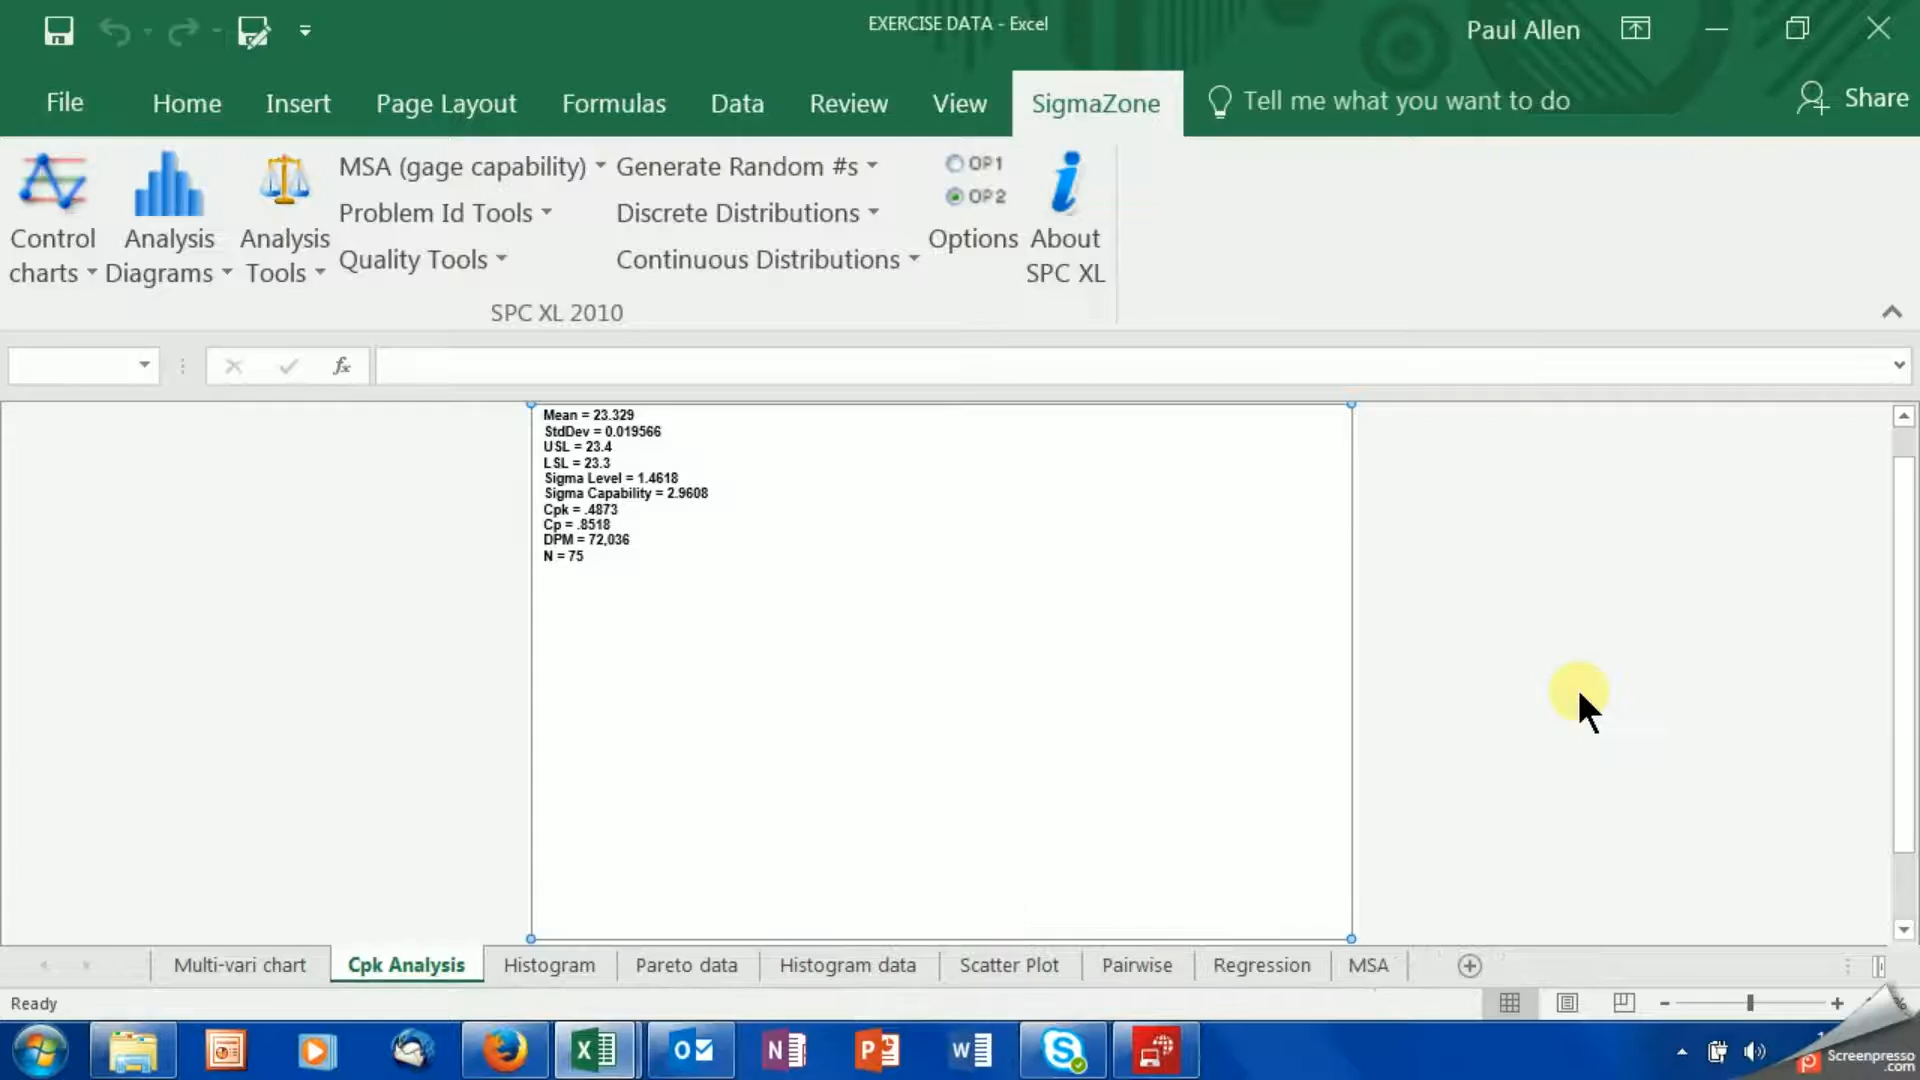 EXERCISE DATA - Excel
Paul Allen
File Home Insert Page Layout Formulas Data Review View SigmaZone Tell me what you want to do Share
Control charts
Analysis Diagrams
Analysis Tools
MSA (gage capability)
Problem Id Tools
Quality Tools
Generate Random #s
Discrete Distributions
Continuous Distributions
OP1
OP2
Options
About SPC XL
SPC XL 2010
fx
Mean = 23.329
StdDev = 0.019566
USL = 23.4
LSL = 23.3
Sigma Level = 1.4618
Sigma Capability = 2.9608
Cpk = .4873
Cp = .8518
DPM = 72,036
N = 75
Multi-vari chart Cpk Analysis Histogram Pareto data Histogram data Scatter Plot Pairwise Regression MSA
Ready
Screenpresso
.com